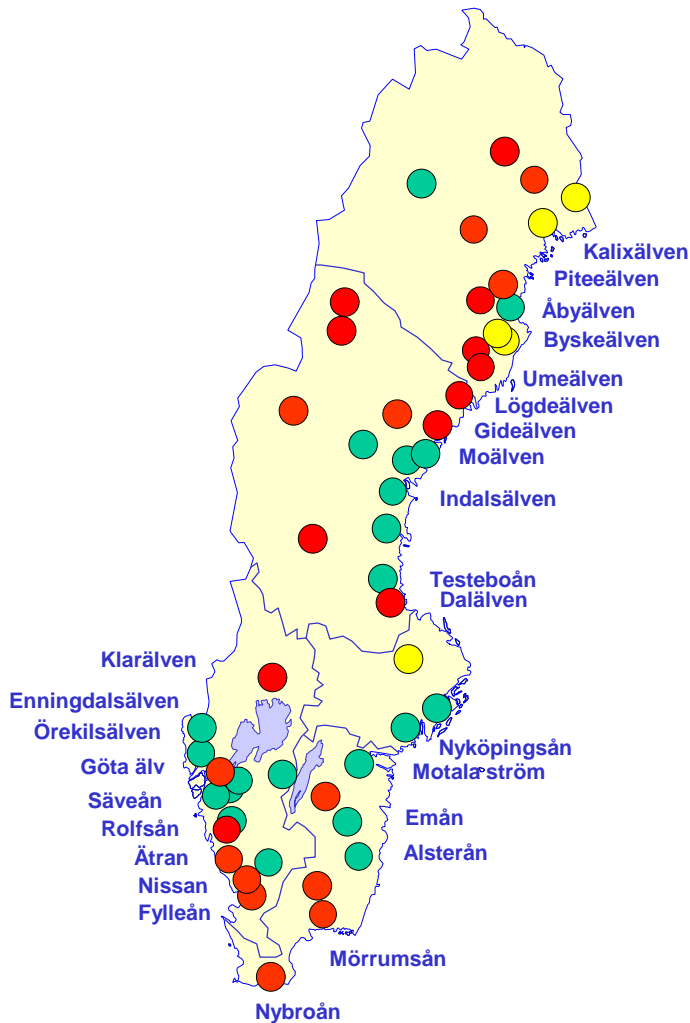 Kalixälven
Piteeälven
Åbyälven
Byskeälven
Umeälven
Lögdeälven
Gideälven
Moälven
Indalsälven
Testeboån
Dalälven
Klarälven
Enningdalsälven
Örekilsälven
Göta älv
Säveån
Rolfsån
Ätran
Nissan
Fylleån
Nyköpingsån
Motala ström
Emån
Alsterån
Mörrumsån
Nybroån